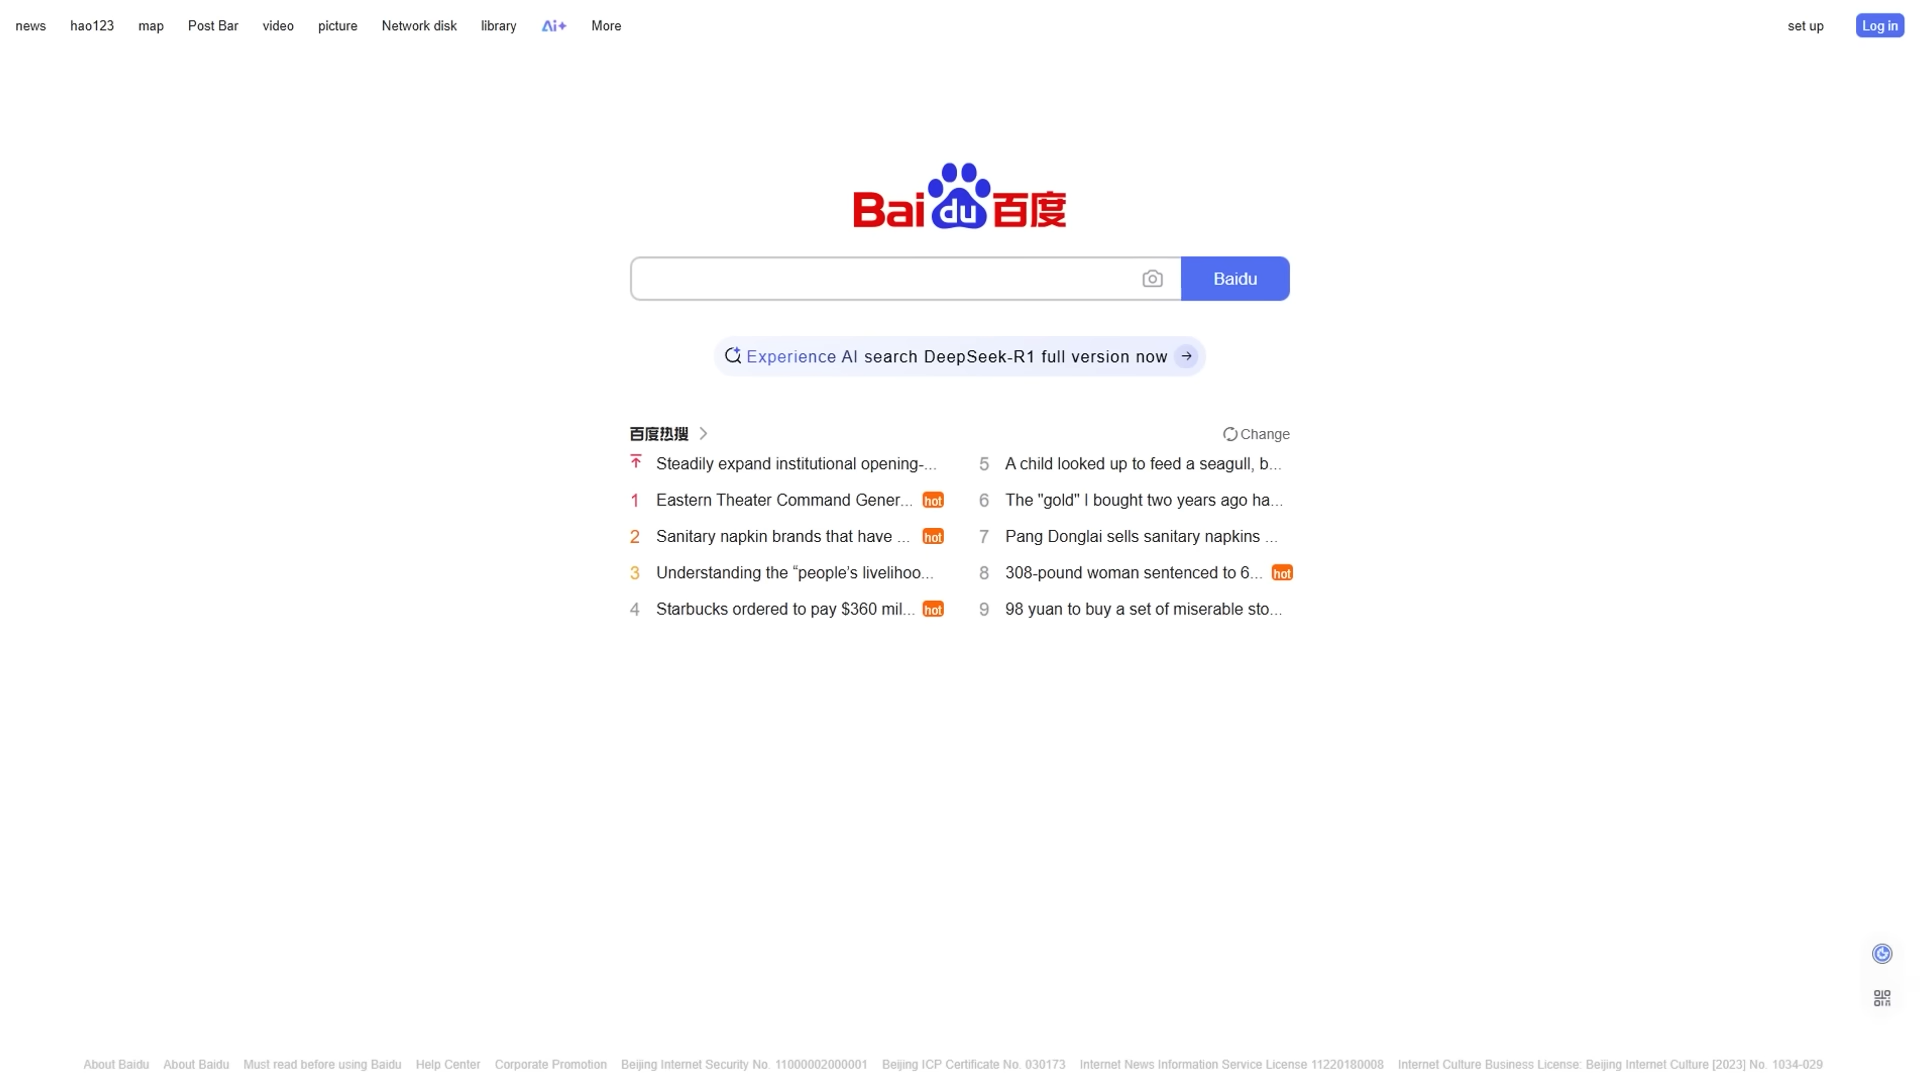 news hao123 map Post Bar video picture Network disk library Ai+ More set up Log in
Bai du 百度
Baidu
Experience AI search DeepSeek-R1 full version now →
百度热搜 > Change
Steadily expand institutional opening-...
1 Eastern Theater Command Gener... hot
2 Sanitary napkin brands that have ... hot
3 Understanding the “people’s livelihoo...
4 Starbucks ordered to pay $360 mil... hot
5 A child looked up to feed a seagull, b...
6 The "gold" I bought two years ago ha...
7 Pang Donglai sells sanitary napkins ...
8 308-pound woman sentenced to 6... hot
9 98 yuan to buy a set of miserable sto...
About Baidu About Baidu Must read before using Baidu Help Center Corporate Promotion Beijing Internet Security No. 11000002000001 Beijing ICP Certificate No. 030173 Internet News Information Service License 11220180008 Internet Culture Business License: Beijing Internet Culture [2023] No. 1034-029